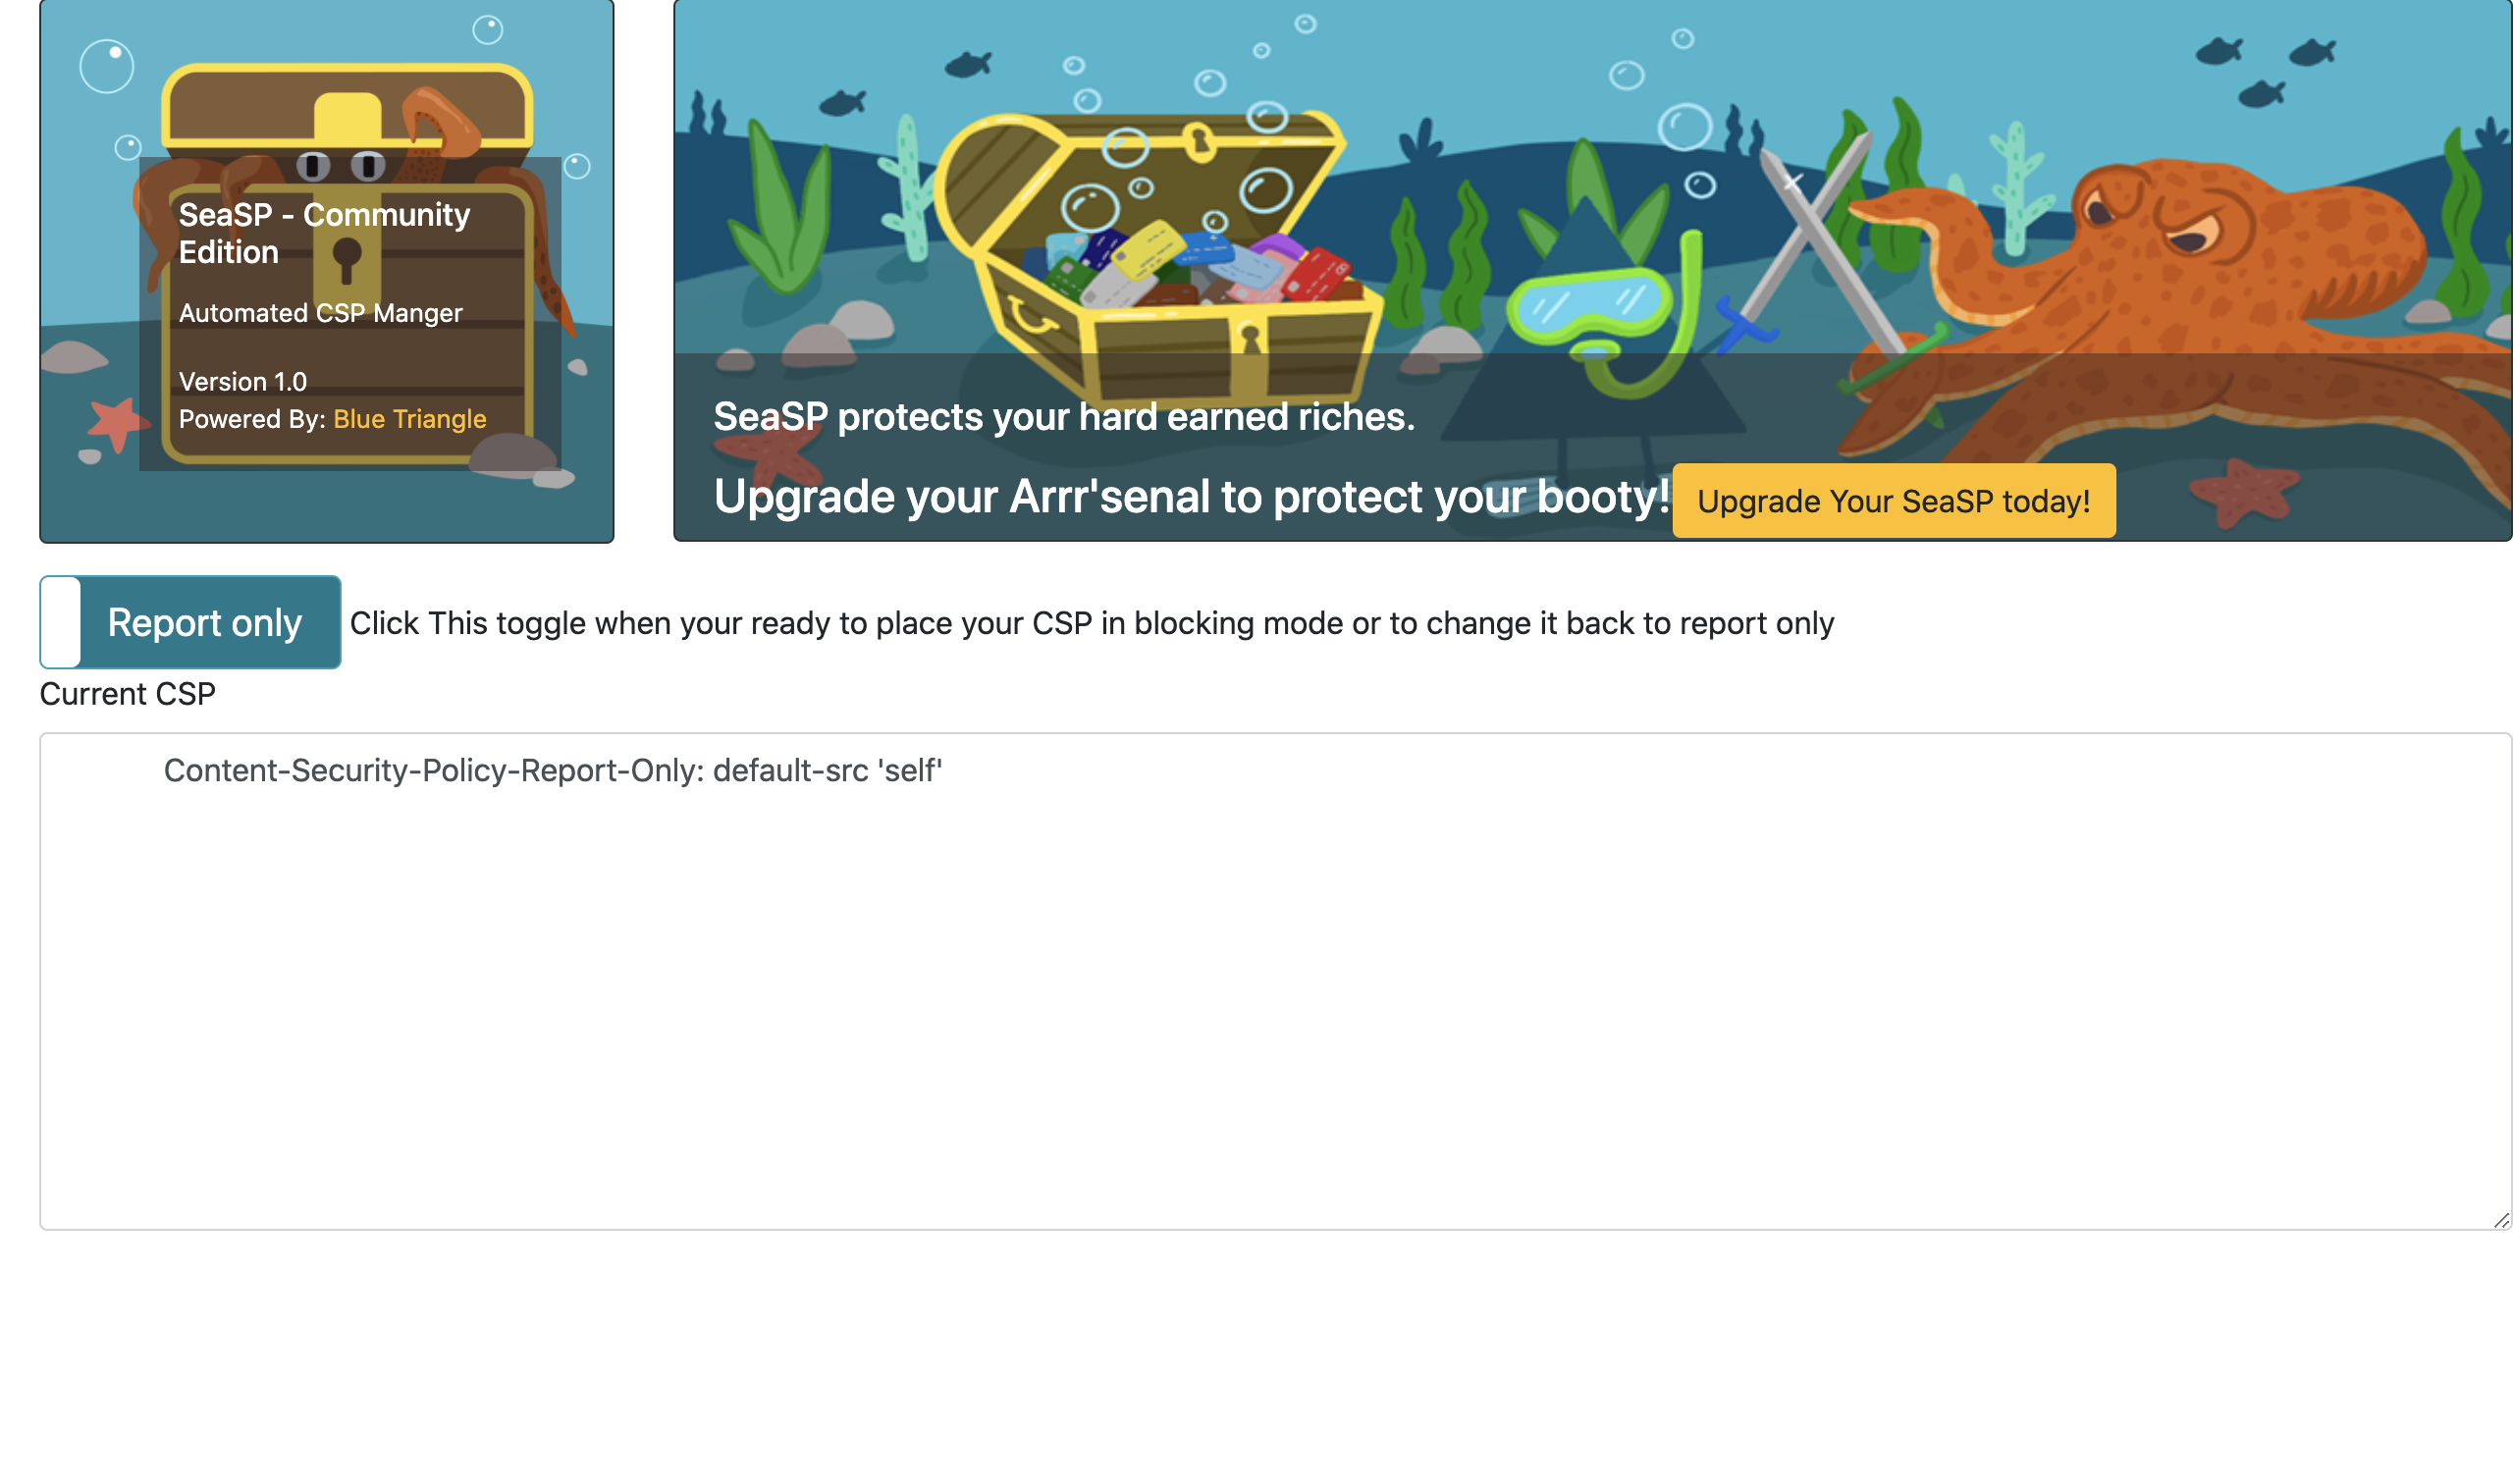 SeaSP - Community
Edition
Automated CSP Manger
Version 1.0
Powered By: Blue Triangle
SeaSP protects your hard earned riches.
Upgrade your Arrr'senal to protect your booty! Upgrade Your SeaSP today!
Report only Click This toggle when your ready to place your CSP in blocking mode or to change it back to report only
Current CSP
Content-Security-Policy-Report-Only: default-src 'self'